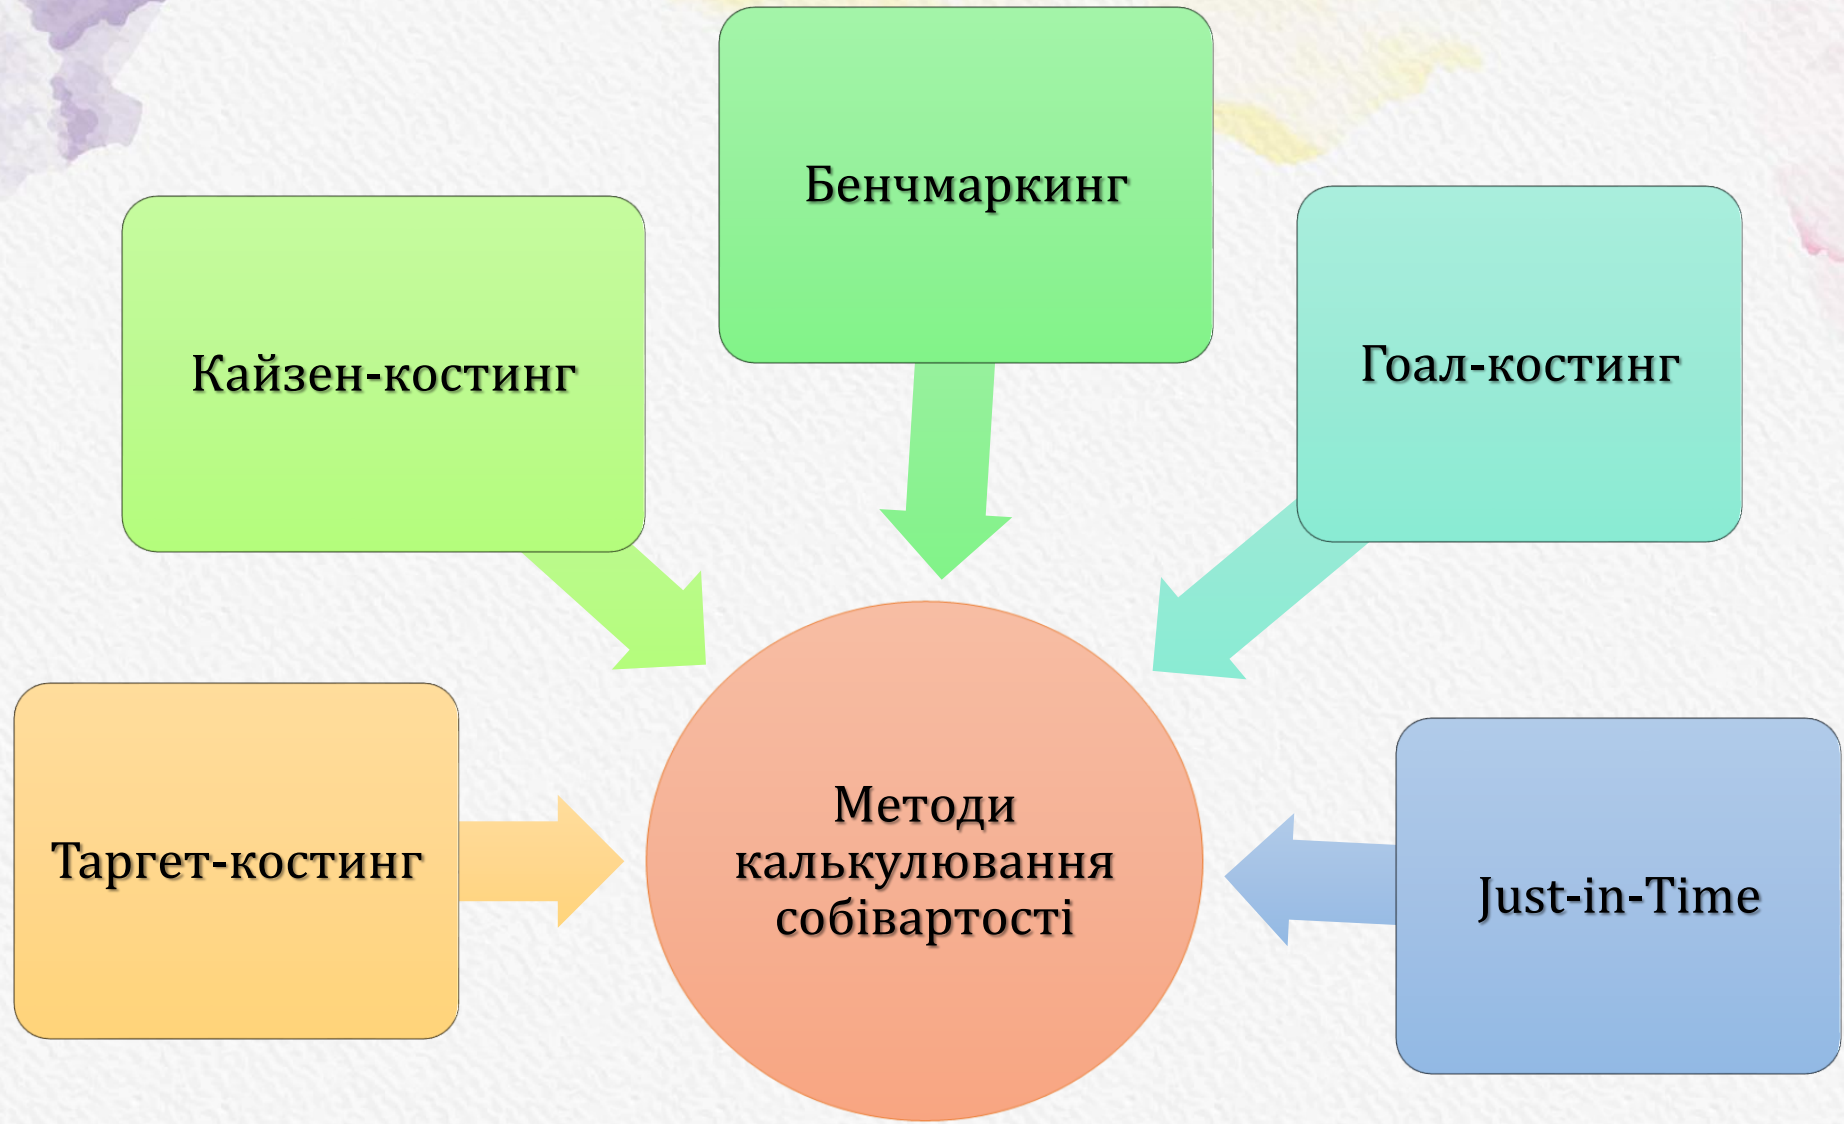 Бенчмаркинг
Кайзен-костинг
Гоал-костинг
Таргет-костинг
Методи
калькулювання
собівартості
Just-in-Time